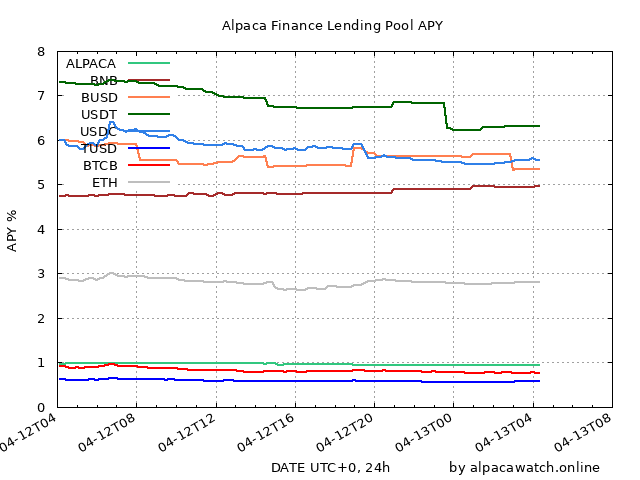 Alpaca Finance Lending Pool APY
8
7
6
5
4
3
2
1
0
APY %
ALPACA
BNB
BUSD
USDT
USDC
TUSD
BTCB
ETH
04-12T04
04-12T08
04-12T12
04-12T16
04-12T20
04-13T00
04-13T04
04-13T08
DATE UTC+0, 24h
by alpacawatch.online